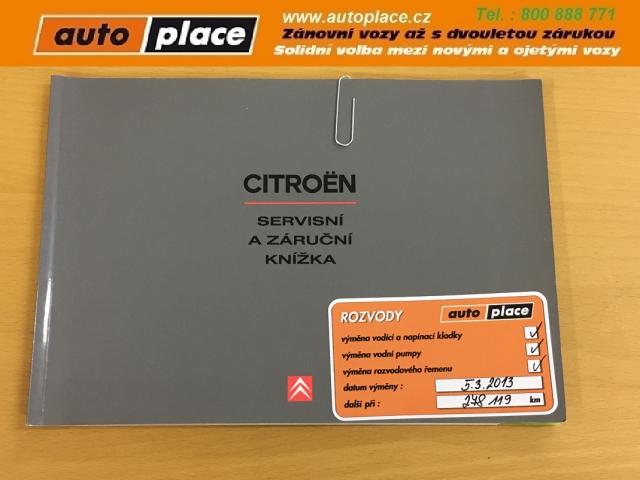 auto place
www.autoplace.cz
Tel. : 800 888 771
Zánovní vozy až s dvouletou zárukou
Solidní volba mezi novými a ojetými vozy
CITROËN
SERVISNÍ
A ZÁRUČNÍ
KNÍŽKA
ROZVODY auto place
výměna vodící a napínací kladky
výměna vodní pumpy
výměna rozvodového řemenu
datum výměny : 5.3.2013
další při : 278 119 km